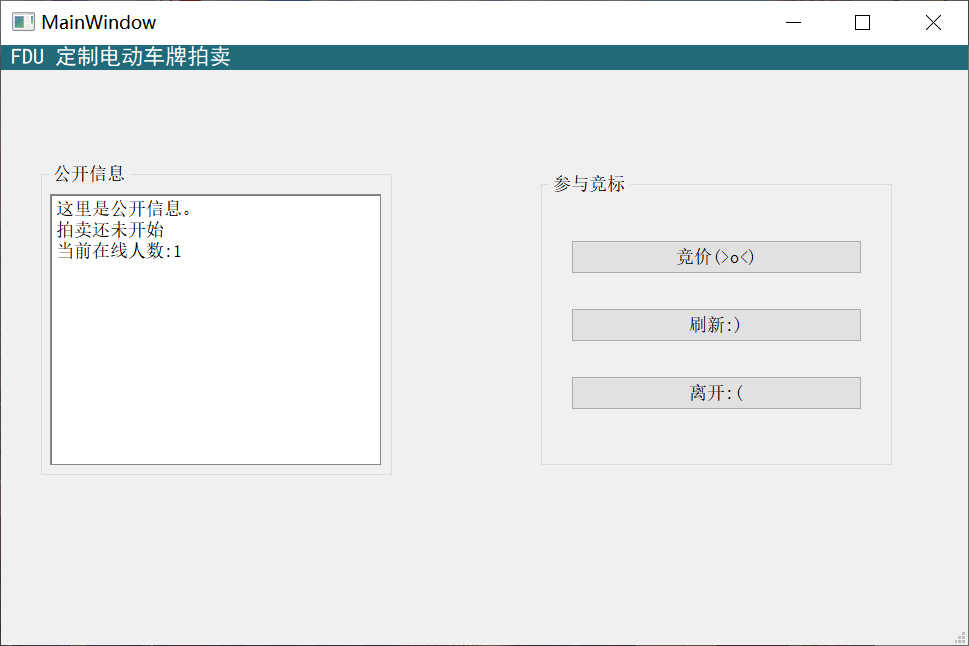 MainWindow
FDU 定制电动车牌拍卖
公开信息
这里是公开信息。
拍卖还未开始
当前在线人数:1
参与竞标
竞价(>o<)
刷新:)
离开:(